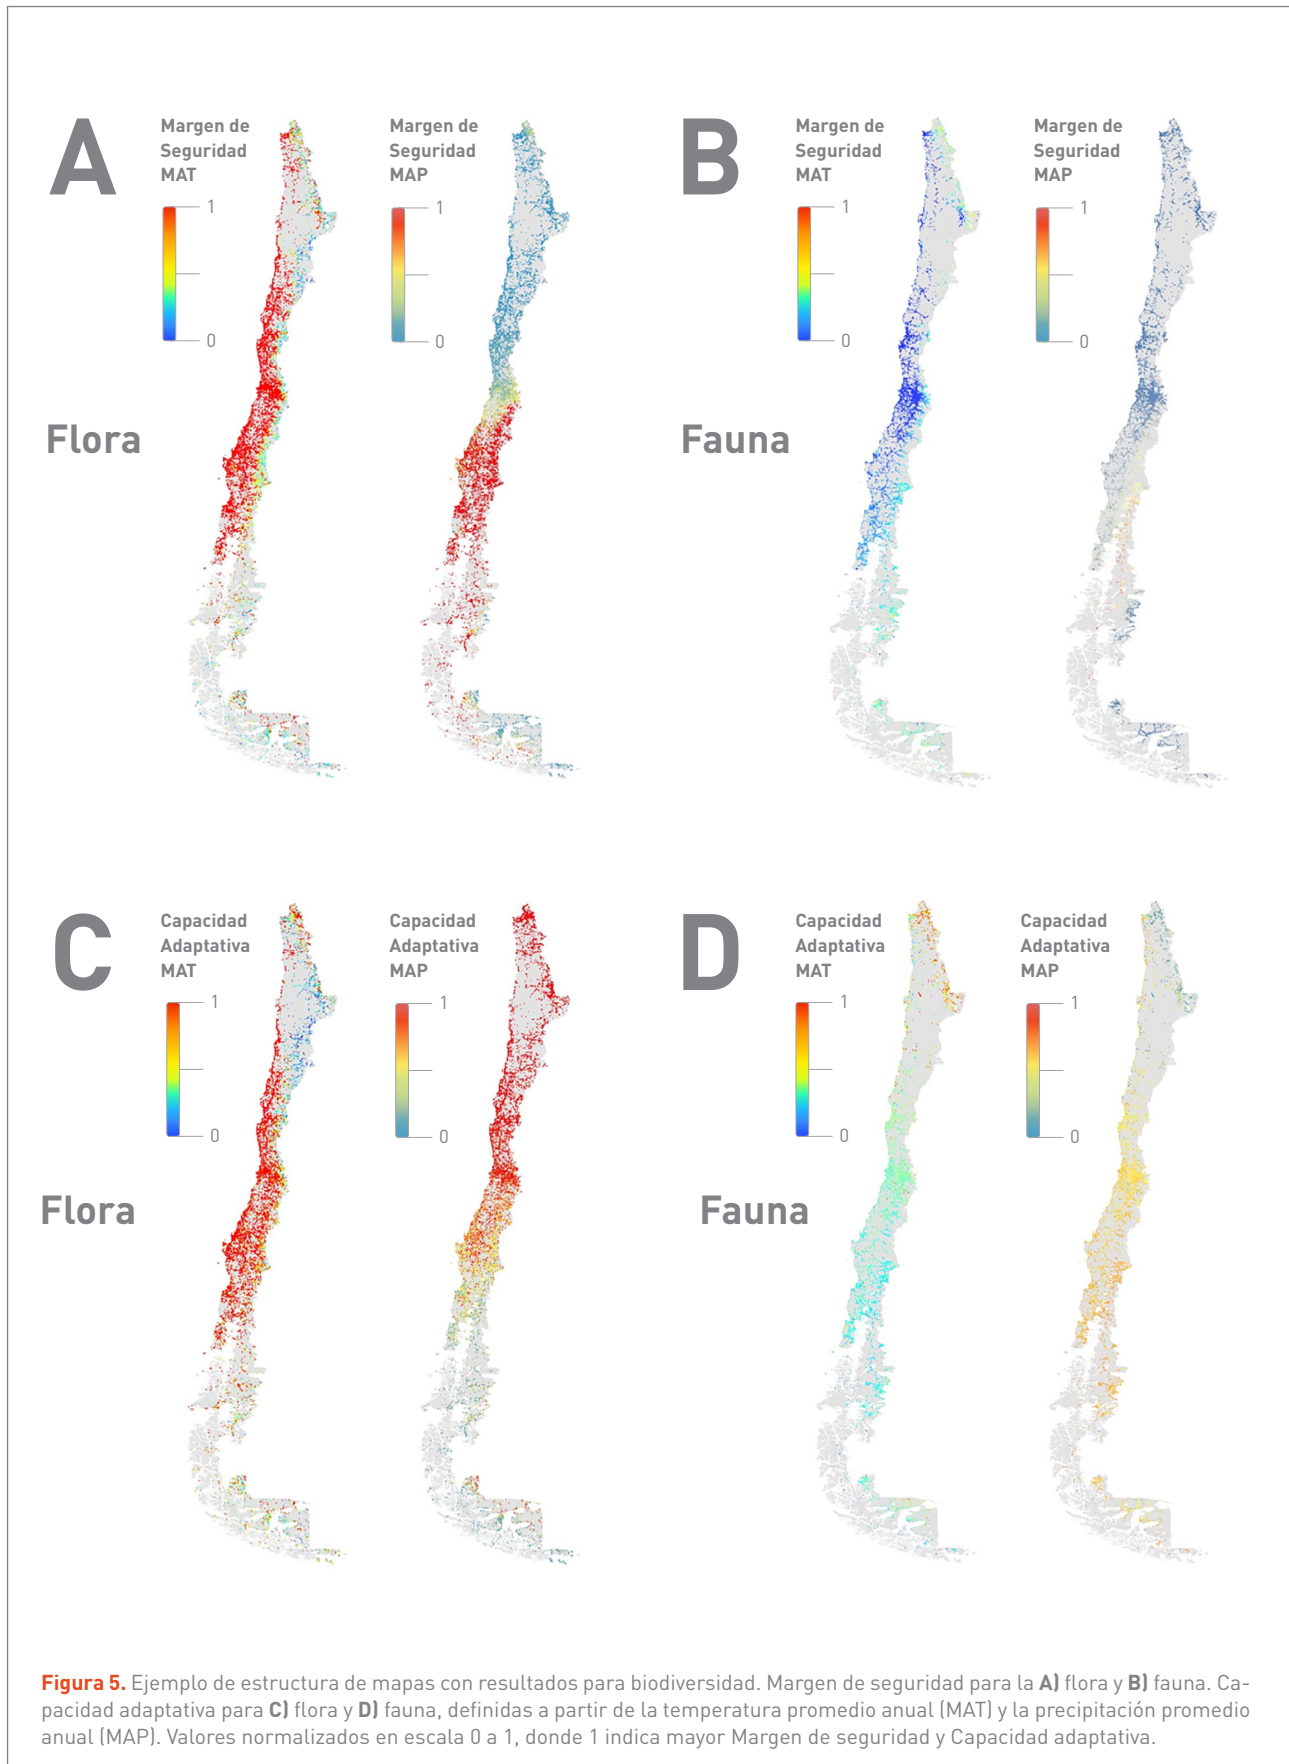 A
Margen de
Seguridad
MAT
1
0
Margen de
Seguridad
MAP
1
0
Flora
B
Margen de
Seguridad
MAT
1
0
Margen de
Seguridad
MAP
1
0
Fauna
C
Capacidad
Adaptativa
MAT
1
0
Capacidad
Adaptativa
MAP
1
0
Flora
D
Capacidad
Adaptativa
MAT
1
0
Capacidad
Adaptativa
MAP
1
0
Fauna
Figura 5. Ejemplo de estructura de mapas con resultados para biodiversidad. Margen de seguridad para la A) flora y B) fauna. Ca-
pacidad adaptativa para C) flora y D) fauna, definidas a partir de la temperatura promedio anual (MAT) y la precipitación promedio
anual (MAP). Valores normalizados en escala 0 a 1, donde 1 indica mayor Margen de seguridad y Capacidad adaptativa.